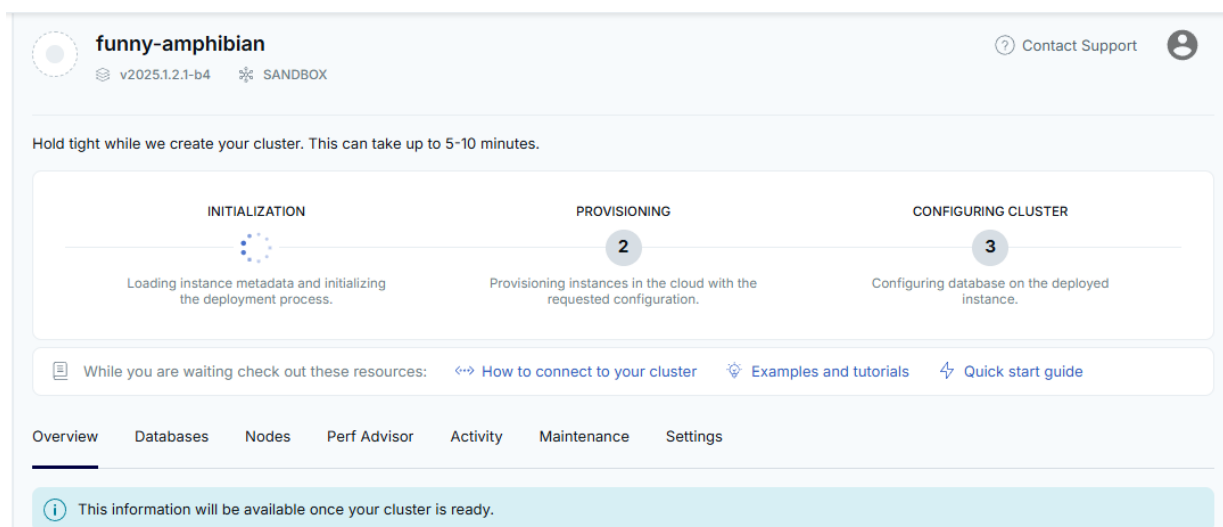 funny-amphibian
Contact Support
v2025.1.2.1-b4 SANDBOX
Hold tight while we create your cluster. This can take up to 5-10 minutes.
INITIALIZATION
Loading instance metadata and initializing
the deployment process.
PROVISIONING
2
Provisioning instances in the cloud with the
requested configuration.
CONFIGURING CLUSTER
3
Configuring database on the deployed
instance.
While you are waiting check out these resources: How to connect to your cluster Examples and tutorials Quick start guide
Overview Databases Nodes Perf Advisor Activity Maintenance Settings
This information will be available once your cluster is ready.